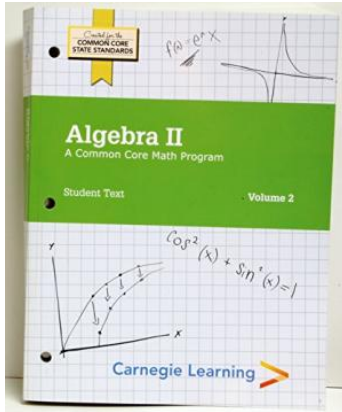 Created for the
COMMON CORE
STATE STANDARDS
f(x)=e^x
Y
Algebra II
A Common Core Math Program
Student Text
Volume 2
cos²(x) + sin²(x)=1
Y
X
Carnegie Learning